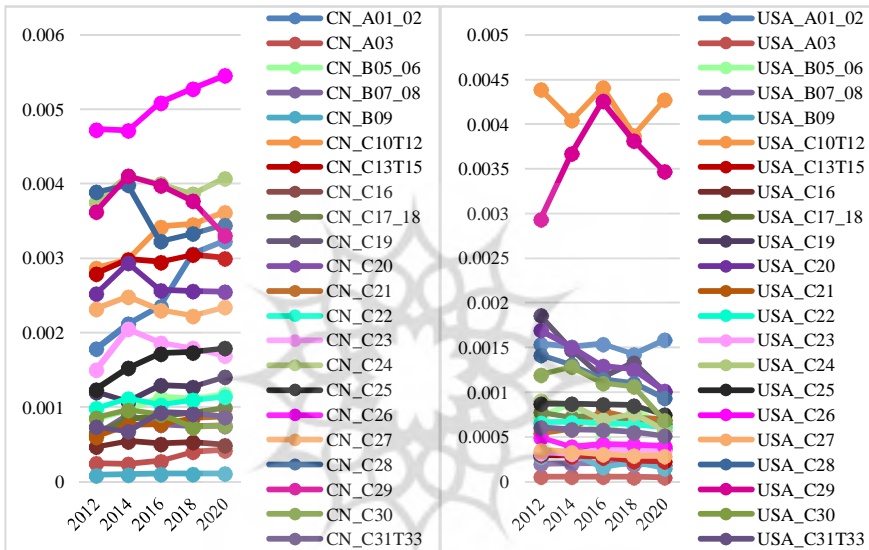 0.006
0.005
0.004
0.003
0.002
0.001
0
2012
2014
2016
2018
2020
CN_A01_02
CN_A03
CN_B05_06
CN_B07_08
CN_B09
CN_C10T12
CN_C13T15
CN_C16
CN_C17_18
CN_C19
CN_C20
CN_C21
CN_C22
CN_C23
CN_C24
CN_C25
CN_C26
CN_C27
CN_C28
CN_C29
CN_C30
CN_C31T33
0.005
0.0045
0.004
0.0035
0.003
0.0025
0.002
0.0015
0.001
0.0005
0
2012
2014
2016
2018
2020
USA_A01_02
USA_A03
USA_B05_06
USA_B07_08
USA_B09
USA_C10T12
USA_C13T15
USA_C16
USA_C17_18
USA_C19
USA_C20
USA_C21
USA_C22
USA_C23
USA_C24
USA_C25
USA_C26
USA_C27
USA_C28
USA_C29
USA_C30
USA_C31T33